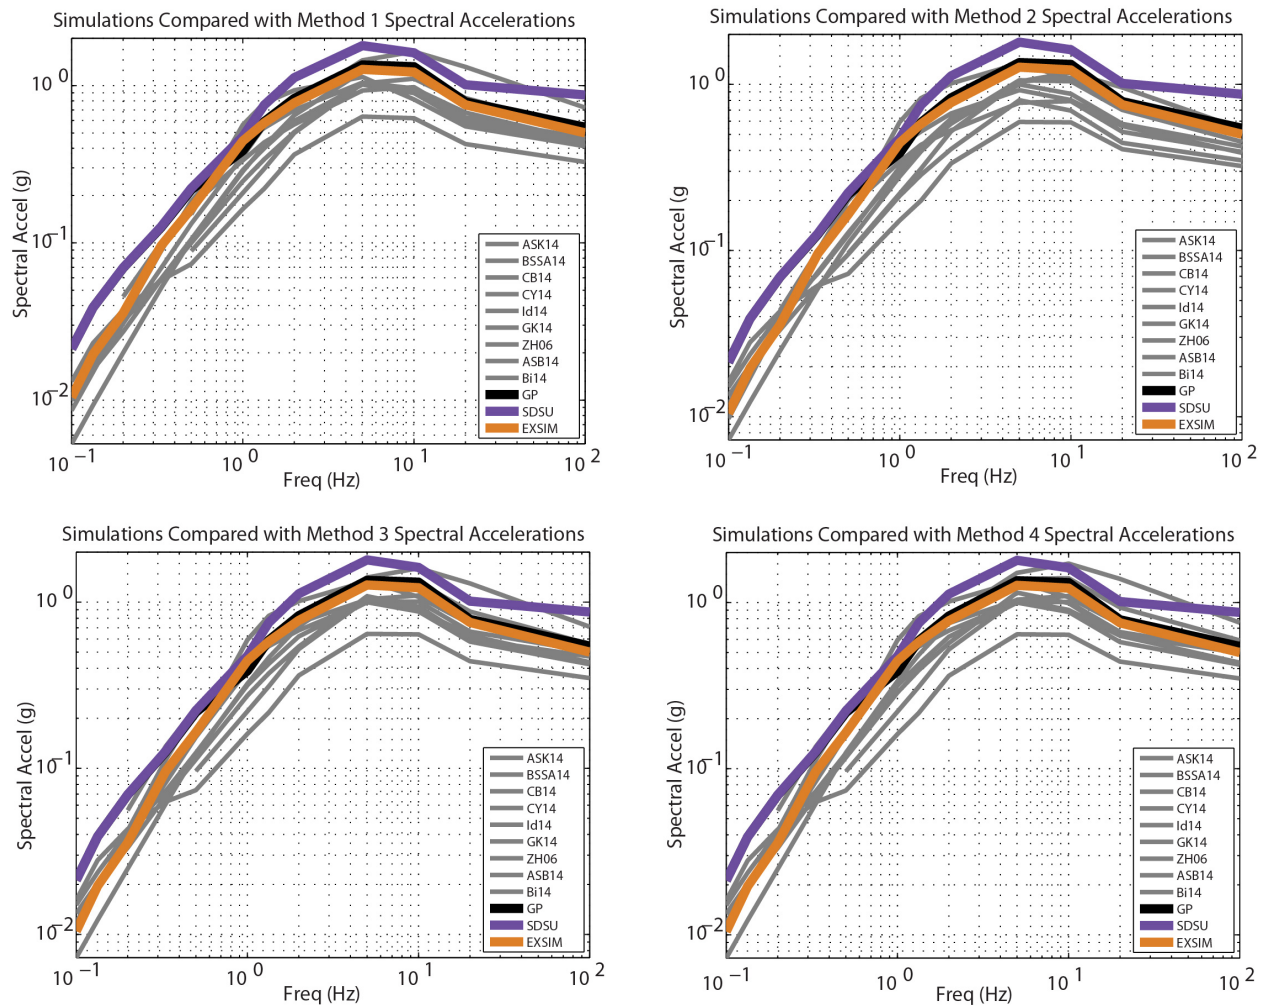 Simulations Compared with Method 1 Spectral Accelerations
Spectral Accel (g)
10 0
10 −1
10 −2
10 −1
10 0
10 1
10 2
Freq (Hz)
ASK14
BSSA14
CB14
CY14
Id14
GK14
ZH06
ASB14
Bi14
GP
SDSU
EXSIM
Simulations Compared with Method 2 Spectral Accelerations
Spectral Accel (g
10 0
10 −1
10 −2
10 −1
10 0
10 1
10 2
Freq (Hz)
ASK14
BSSA14
CB14
CY14
Id14
GK14
ZH06
ASB14
Bi14
GP
SDSU
EXSIM
Simulations Compared with Method 3 Spectral Accelerations
Spectral Accel (g)
10 0
10 −1
10 −2
10 −1
10 0
10 1
10 2
Freq (Hz)
ASK14
BSSA14
CB14
CY14
Id14
GK14
ZH06
ASB14
Bi14
GP
SDSU
EXSIM
Simulations Compared with Method 4 Spectral Accelerations
Spectral Accel (g)
10 0
10 −1
10 −2
10 −1
10 0
10 1
10 2
Freq (Hz)
ASK14
BSSA14
CB14
CY14
Id14
GK14
ZH06
ASB14
Bi14
GP
SDSU
EXSIM